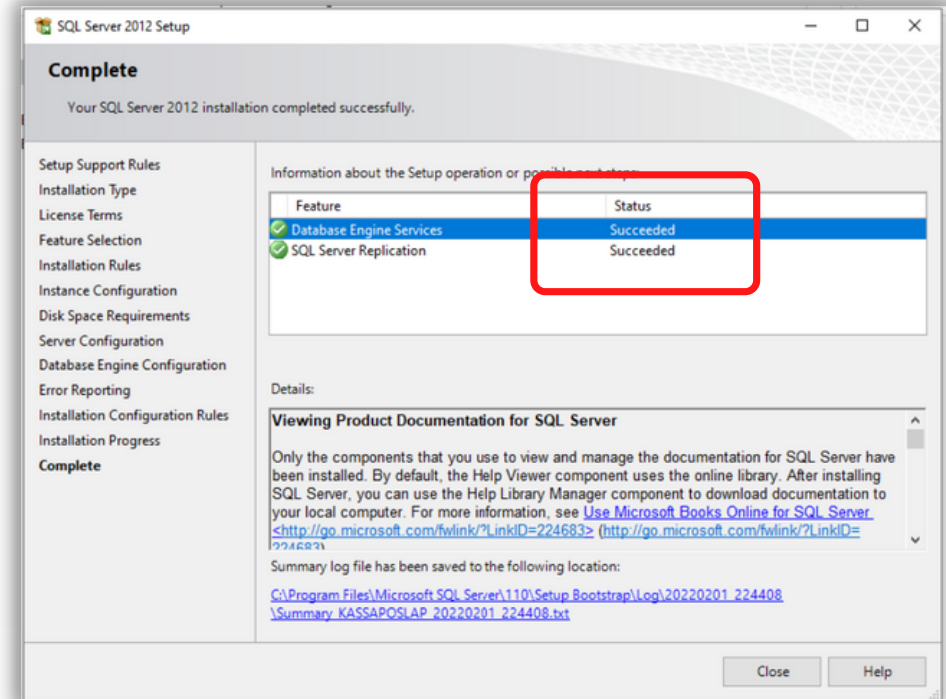 SQL Server 2012 Setup
Complete
Your SQL Server 2012 installation completed successfully.
Setup Support Rules
Installation Type
License Terms
Feature Selection
Installation Rules
Instance Configuration
Disk Space Requirements
Server Configuration
Database Engine Configuration
Error Reporting
Installation Configuration Rules
Installation Progress
Complete
Information about the Setup operation or possible next steps:
Feature Status
Database Engine Services Succeeded
SQL Server Replication Succeeded
Details:
Viewing Product Documentation for SQL Server
Only the components that you use to view and manage the documentation for SQL Server have
been installed. By default, the Help Viewer component uses the online library. After installing
SQL Server, you can use the Help Library Manager component to download documentation to
your local computer. For more information, see Use Microsoft Books Online for SQL Server
<http://go.microsoft.com/fwlink/?LinkID=224683> (http://go.microsoft.com/fwlink/?LinkID=
224683)
Summary log file has been saved to the following location:
C:\Program Files\Microsoft SQL Server\110\Setup Bootstrap\Log\20220201_224408
\Summary_KASSAPOSLAP_20220201_224408.txt
Close Help